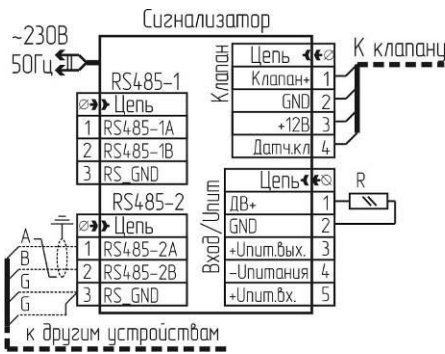 Сигнализатор
~230В
50Гц
RS485-1
Цепь
1 RS485-1A
2 RS485-1B
3 RS_GND
RS485-2
Цепь
1 RS485-2A
2 RS485-2B
3 RS_GND
A
B
G
G
к другим устройствам
Клапан
Цепь
Клапан+ 1
GND 2
+12В 3
Датч.кл 4
К клапану
Вход/Uпит
Цепь
ДВ+ 1
GND 2
+Uпит.вых. 3
-Uпитания 4
+Uпит.вх. 5
R